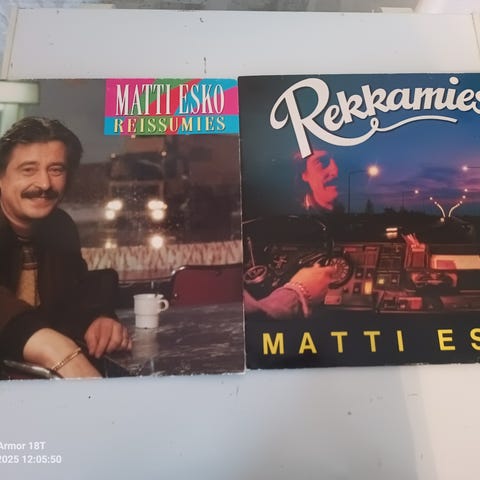 MATTI ESKO
REISSUMIES
Rekkamies
MATTI ES
Armor 18T
2025 12:05:50